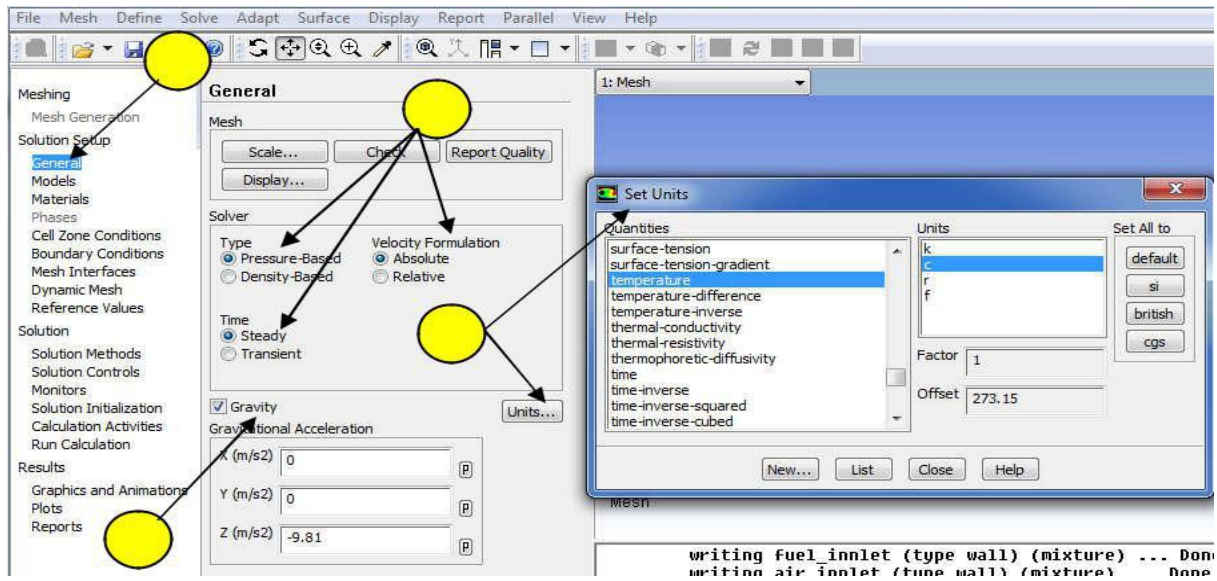 File Mesh Define Solve Adapt Surface Display Report Parallel View Help
Meshing
Mesh Generation
Solution Setup
General
Models
Materials
Phases
Cell Zone Conditions
Boundary Conditions
Mesh Interfaces
Dynamic Mesh
Reference Values
Solution
Solution Methods
Solution Controls
Monitors
Solution Initialization
Calculation Activities
Run Calculation
Results
Graphics and Animations
Plots
Reports
General
Mesh
Scale... Check Report Quality
Display...
Solver
Type Velocity Formulation
Pressure-Based Absolute
Density-Based Relative
Time
Steady
Transient
Gravity Units...
Gravitational Acceleration
X (m/s2) 0 P
Y (m/s2) 0 P
Z (m/s2) -9.81 P
1: Mesh
Set Units
Quantities
surface-tension
surface-tension-gradient
temperature
temperature-difference
temperature-inverse
thermal-conductivity
thermal-resistivity
thermophoretic-diffusivity
time
time-inverse
time-inverse-squared
time-inverse-cubed
Units
k
c
r
f
Factor 1
Offset 273.15
Set All to
default
si
british
cgs
New... List Close Help
Mesh
writing fuel_innlet (type wall) (mixture) ... Done
writing air_innlet (type wall) (mixture) ... Done